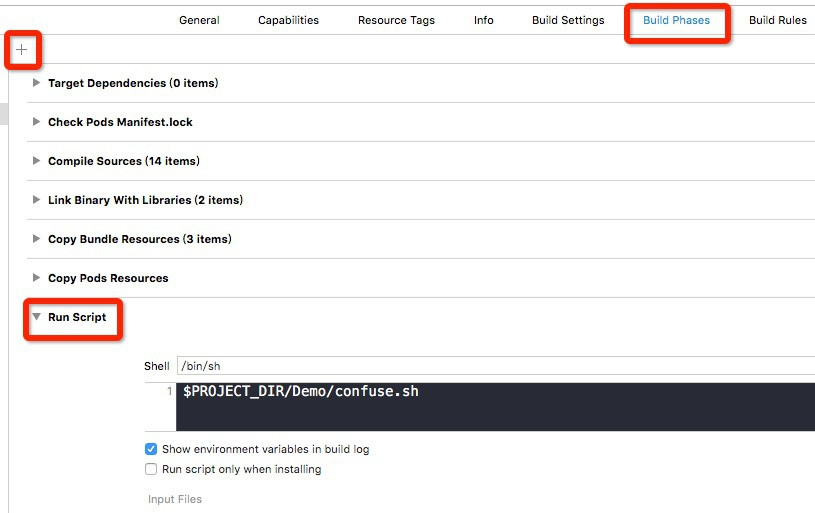 General Capabilities Resource Tags Info Build Settings Build Phases Build Rules
+
Target Dependencies (0 items)
Check Pods Manifest.lock
Compile Sources (14 items)
Link Binary With Libraries (2 items)
Copy Bundle Resources (3 items)
Copy Pods Resources
Run Script
Shell /bin/sh
1 $PROJECT_DIR/Demo/confuse.sh
Show environment variables in build log
Run script only when installing
Input Files